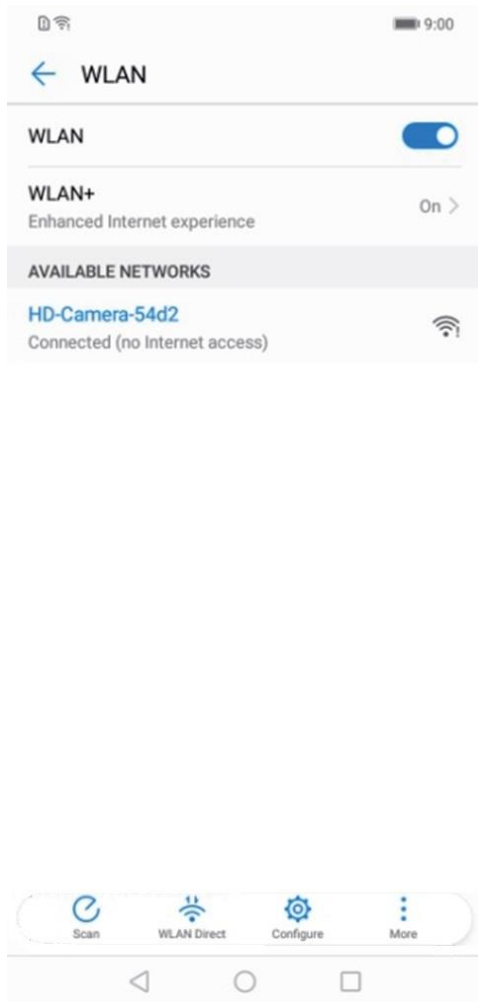 9:00
WLAN
WLAN
WLAN+
Enhanced Internet experience
On
AVAILABLE NETWORKS
HD-Camera-54d2
Connected (no Internet access)
Scan
WLAN Direct
Configure
More